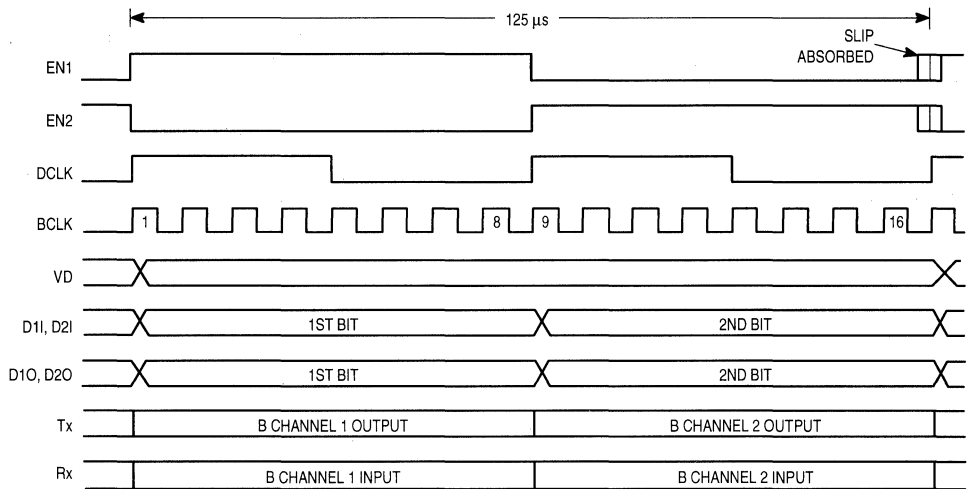 125 µs
SLIP
ABSORBED
EN1
EN2
DCLK
BCLK 1 8 9 16
VD
D1I, D2I 1ST BIT 2ND BIT
D1O, D2O 1ST BIT 2ND BIT
Tx B CHANNEL 1 OUTPUT B CHANNEL 2 OUTPUT
Rx B CHANNEL 1 INPUT B CHANNEL 2 INPUT